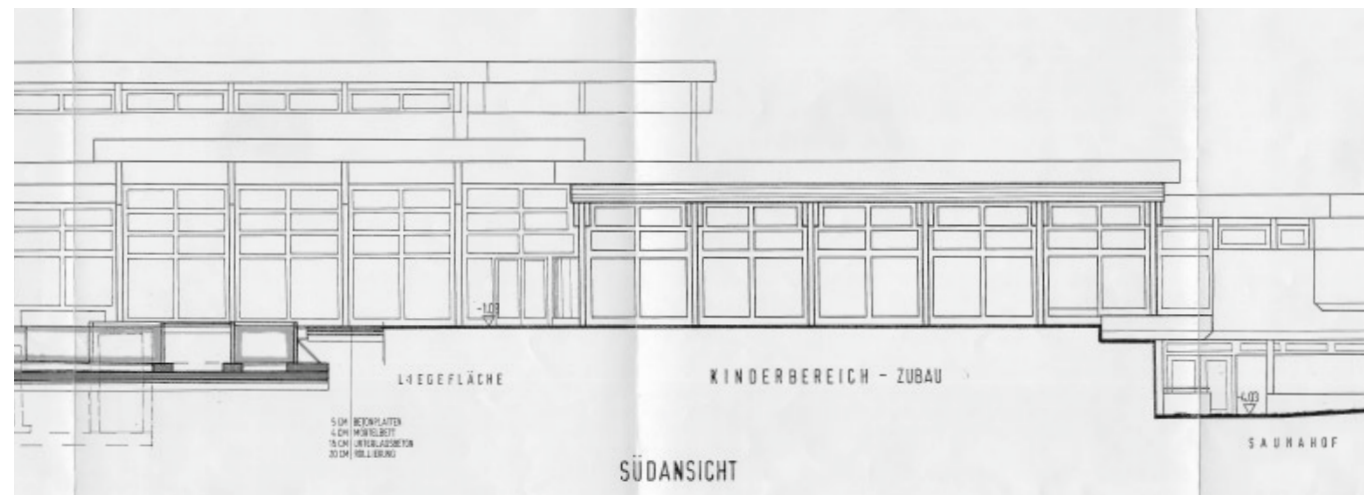 -1.03
LIEGEFLÄCHE
KINDERBEREICH - ZUBAU
-4.03
5 CM BETONPLATTEN
4 CM MÖRTELBETT
15 CM UNTERLAGSBETON
20 CM ROLLIERUNG
SAUNAHOF
SÜDANSICHT